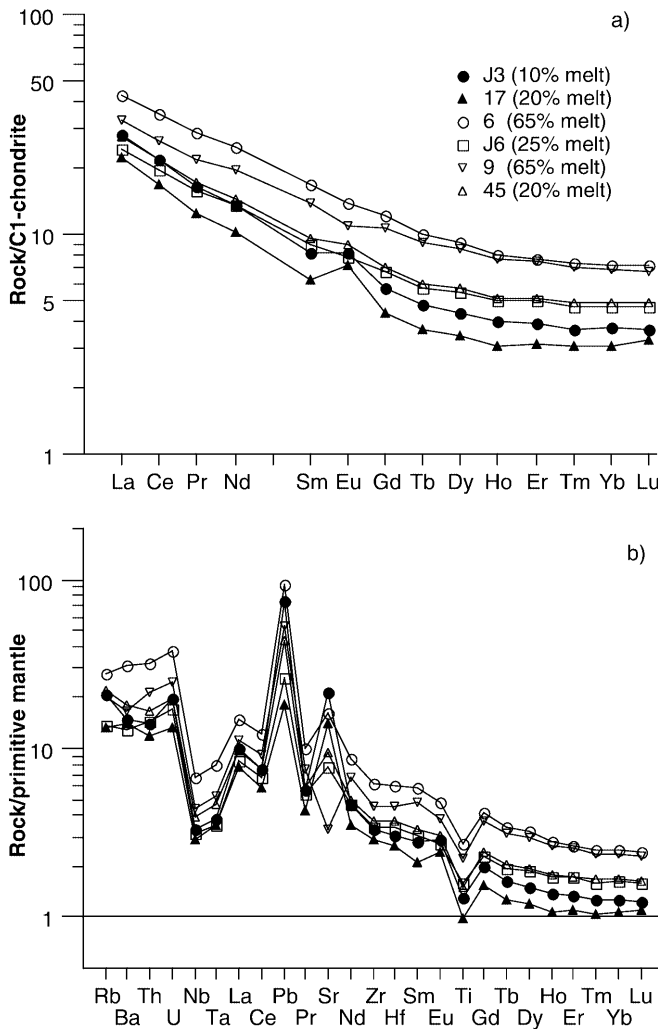 100
a)
50
J3 (10% melt)
17 (20% melt)
6 (65% melt)
J6 (25% melt)
9 (65% melt)
45 (20% melt)
10
5
1
Rock/C1-chondrite
La Ce Pr Nd Sm Eu Gd Tb Dy Ho Er Tm Yb Lu
b)
100
10
1
Rock/primitive mantle
Rb Th Nb La Pb Sr Zr Sm Ti Tb Ho Tm Lu
Ba U Ta Ce Pr Nd Hf Eu Gd Dy Er Yb